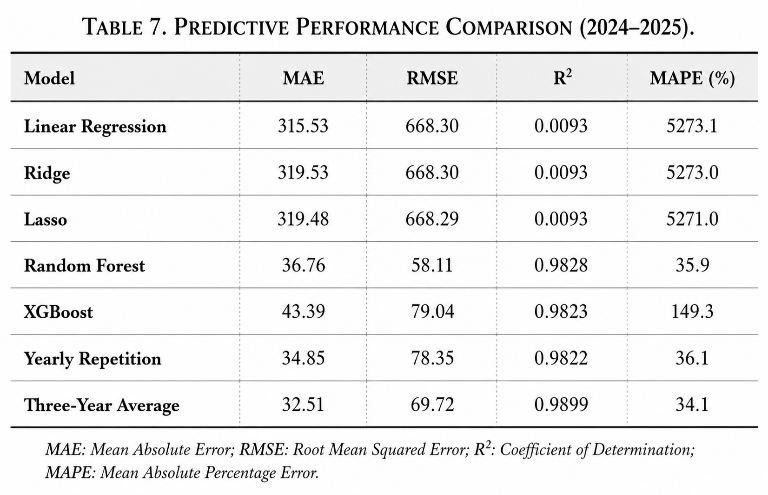 TABLE 7. PREDICTIVE PERFORMANCE COMPARISON (2024–2025).
Model MAE RMSE R² MAPE (%)
Linear Regression 315.53 668.30 0.0093 5273.1
Ridge 319.53 668.30 0.0093 5273.0
Lasso 319.48 668.29 0.0093 5271.0
Random Forest 36.76 58.11 0.9828 35.9
XGBoost 43.39 79.04 0.9823 149.3
Yearly Repetition 34.85 78.35 0.9822 36.1
Three-Year Average 32.51 69.72 0.9899 34.1
MAE: Mean Absolute Error; RMSE: Root Mean Squared Error; R²: Coefficient of Determination;
MAPE: Mean Absolute Percentage Error.